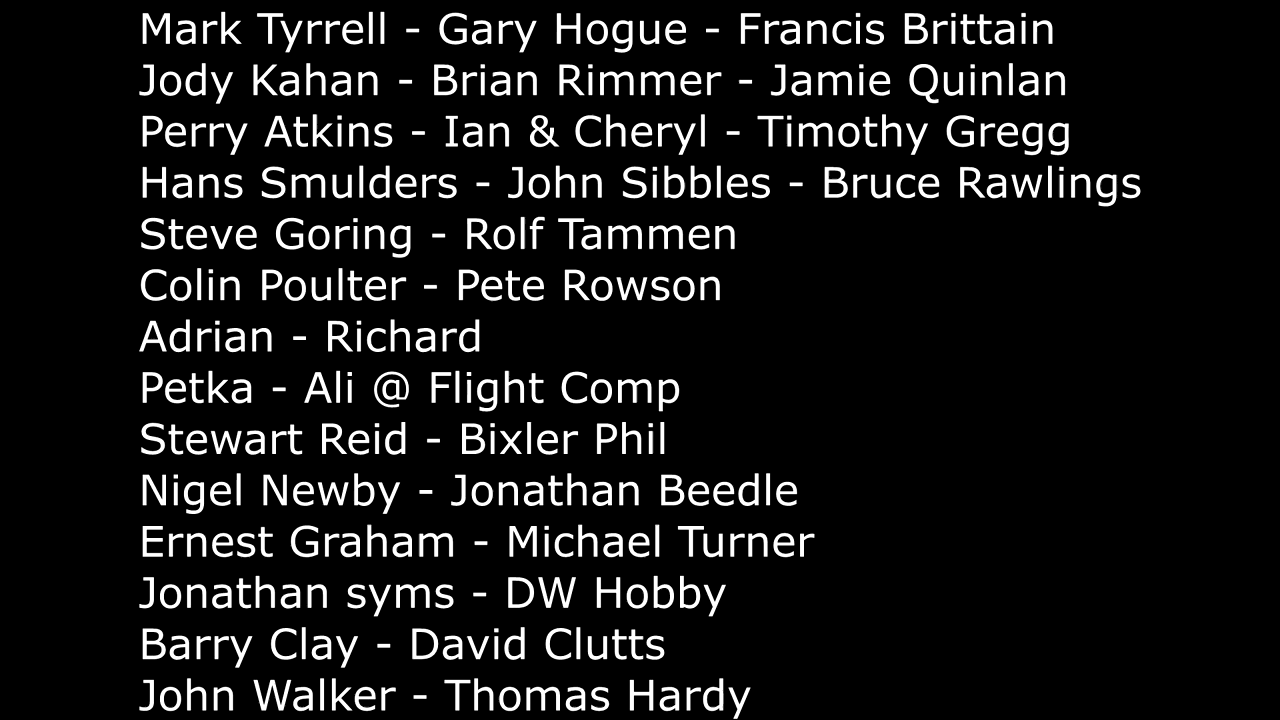 Mark Tyrrell - Gary Hogue - Francis Brittain
Jody Kahan - Brian Rimmer - Jamie Quinlan
Perry Atkins - Ian & Cheryl - Timothy Gregg
Hans Smulders - John Sibbles - Bruce Rawlings
Steve Goring - Rolf Tammen
Colin Poulter - Pete Rowson
Adrian - Richard
Petka - Ali @ Flight Comp
Stewart Reid - Bixler Phil
Nigel Newby - Jonathan Beedle
Ernest Graham - Michael Turner
Jonathan syms - DW Hobby
Barry Clay - David Clutts
John Walker - Thomas Hardy